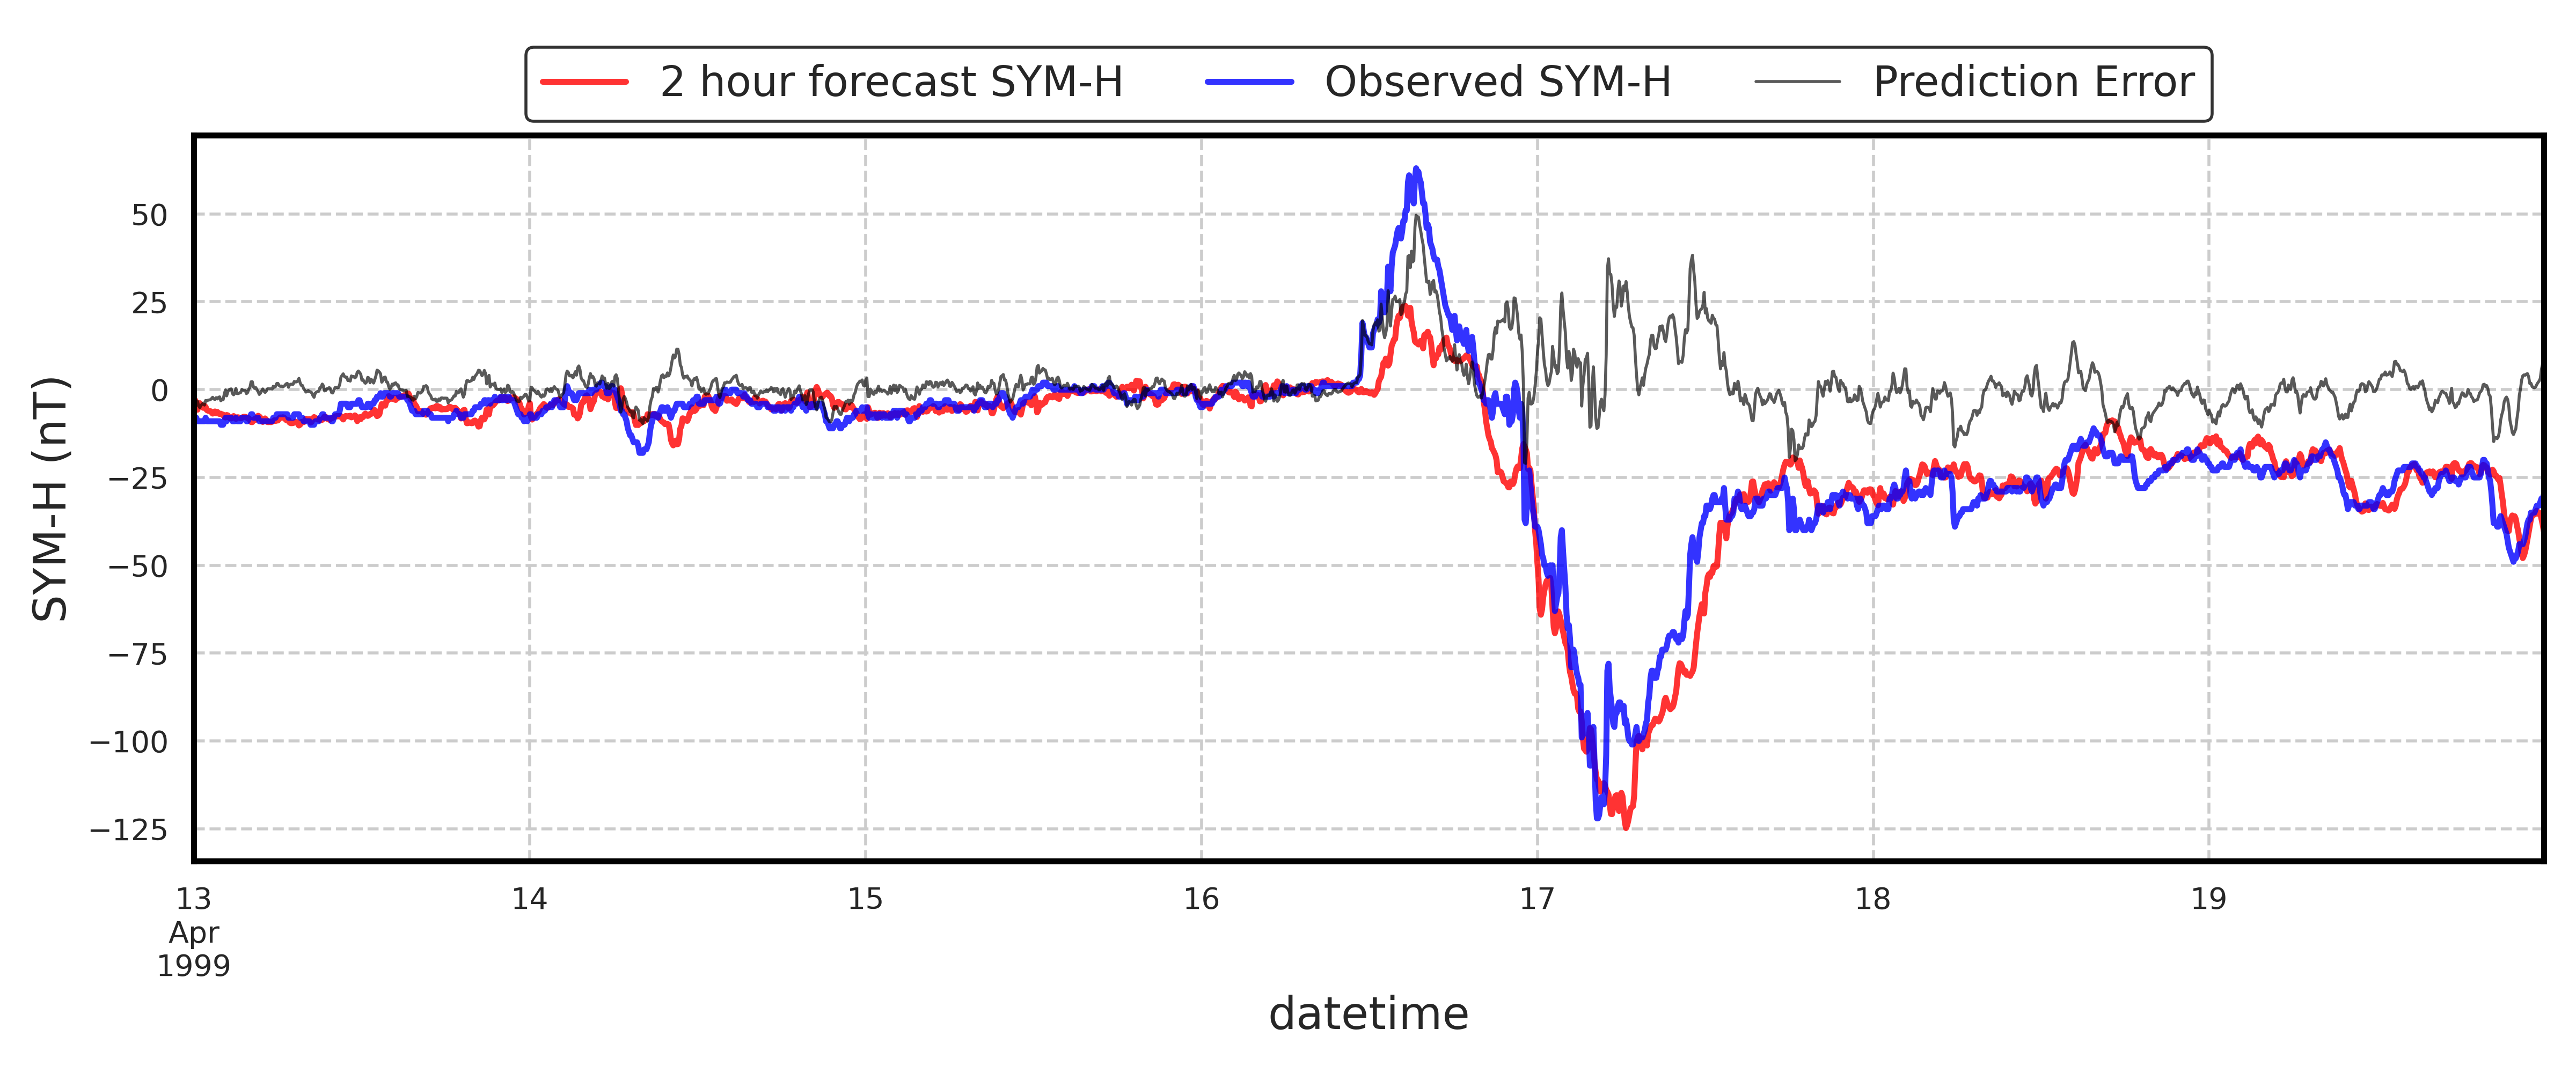 2 hour forecast SYM-H Observed SYM-H Prediction Error
SYM-H (nT)
50
25
0
−25
−50
−75
−100
−125
13 14 15 16 17 18 19
Apr
1999
datetime